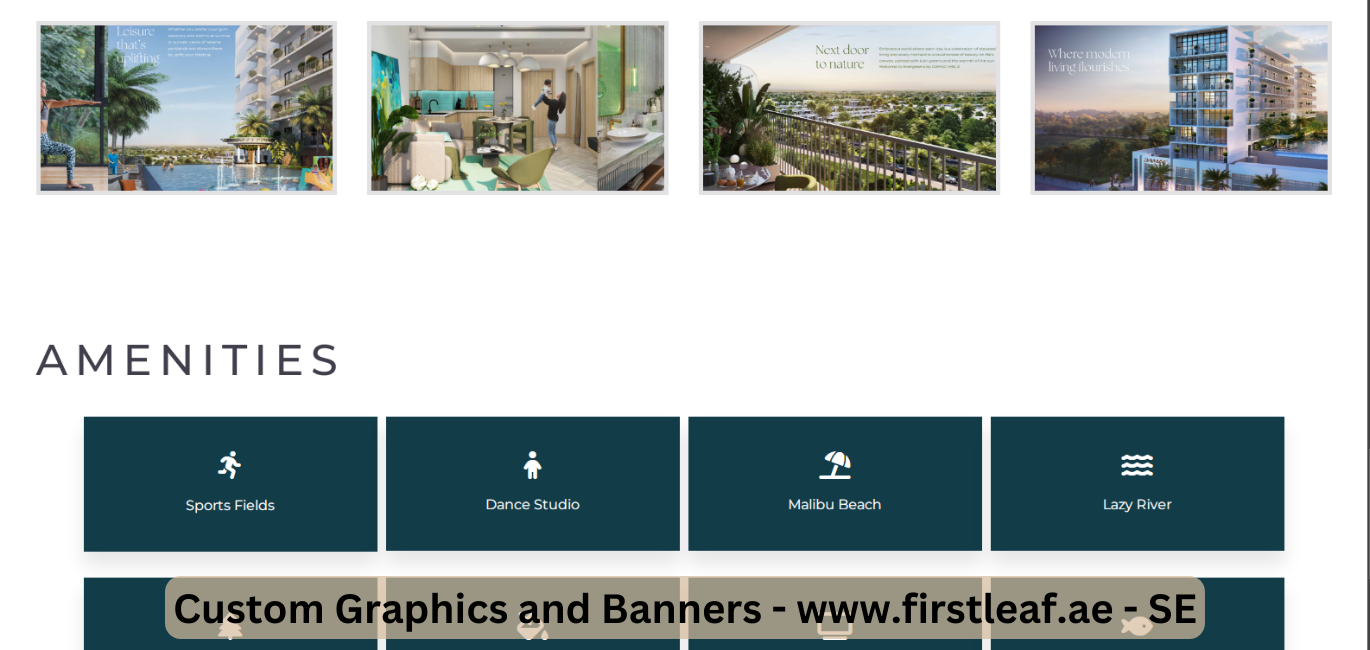 Leisure
that's
uplifting
Next door
to nature
Where modern
living flourishes
AMENITIES
Sports Fields
Dance Studio
Malibu Beach
Lazy River
Custom Graphics and Banners - www.firstleaf.ae - SE